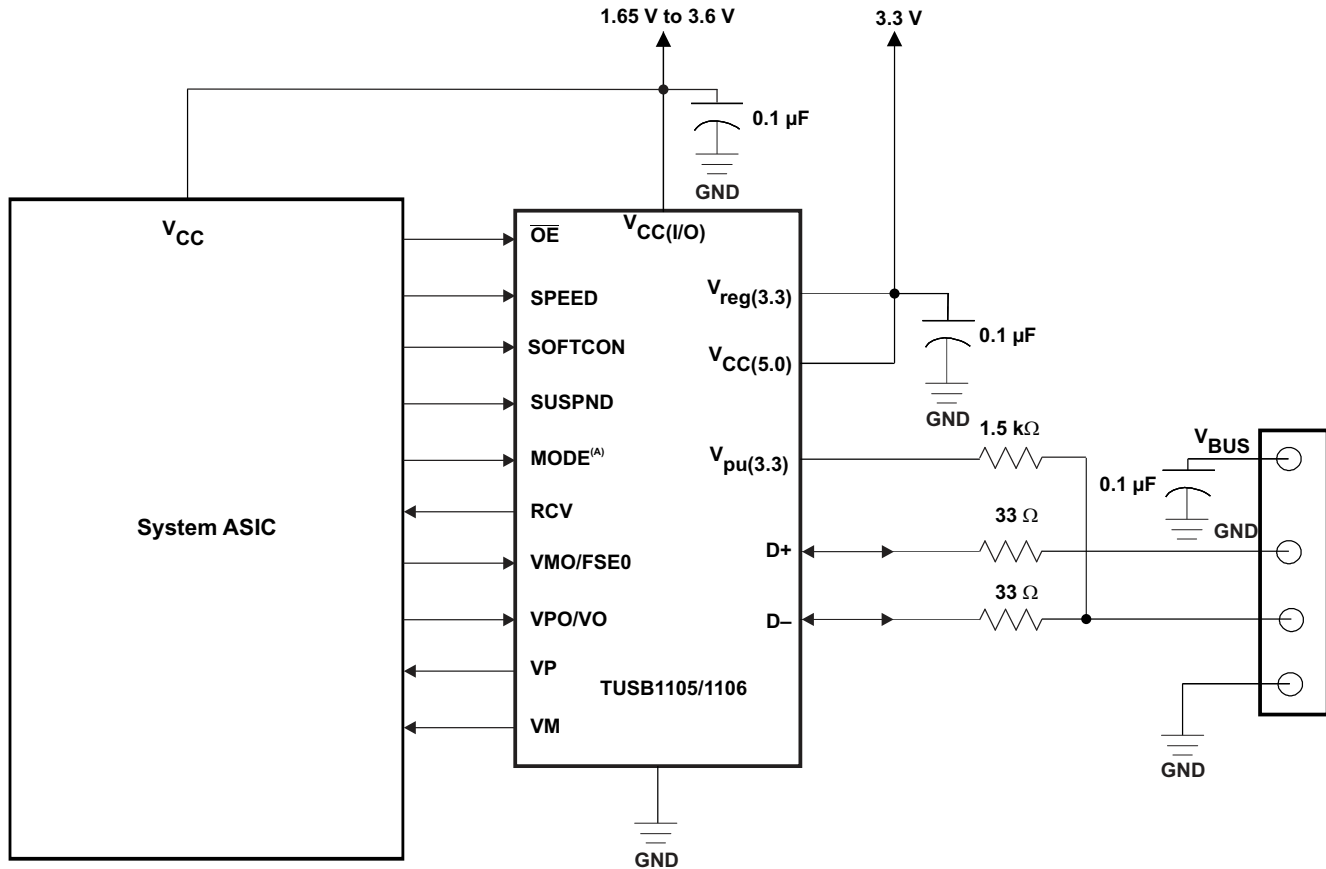 1.65 V to 3.6 V
3.3 V
0.1 µF
GND
VCC
OE
VCC(I/O)
SPEED
Vreg(3.3)
SOFTCON
0.1 µF
VCC(5.0)
SUSPND
GND
1.5 kΩ
VBUS
MODE(A)
Vpu(3.3)
0.1 µF
RCV
System ASIC
33 Ω
GND
D+
VMO/FSE0
33 Ω
VPO/VO
D–
VP
TUSB1105/1106
VM
GND
GND